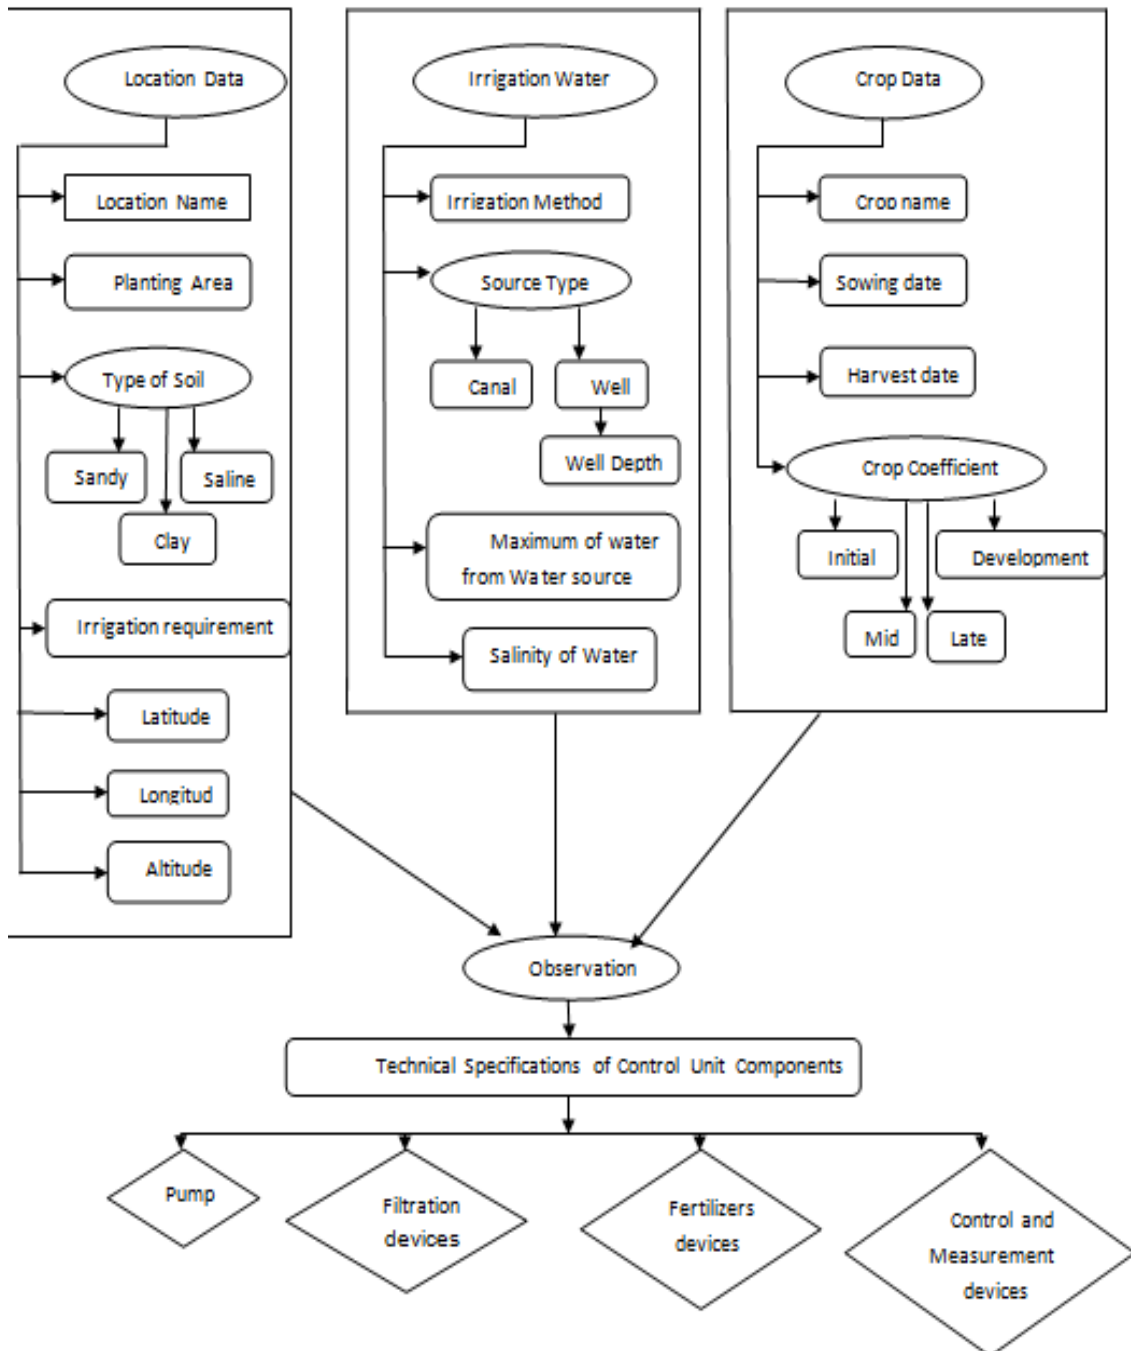 Location Data
Location Name
Planting Area
Type of Soil
Sandy
Saline
Clay
Irrigation requirement
Latitude
Longitud
Altitude
Irrigation Water
Irrigation Method
Source Type
Canal
Well
Well Depth
Maximum of water
from Water source
Salinity of Water
Crop Data
Crop name
Sowing date
Harvest date
Crop Coefficient
Initial
Development
Mid
Late
Observation
Technical Specifications of Control Unit Components
Pump
Filtration
devices
Fertilizers
devices
Control and
Measurement
devices